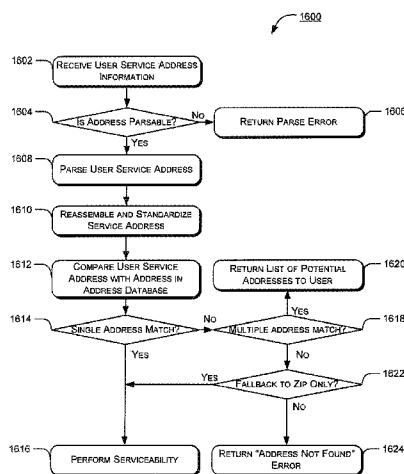 1600
1602
RECEIVE USER SERVICE ADDRESS
INFORMATION
1604
IS ADDRESS PARSABLE?
NO
RETURN PARSE ERROR
1606
YES
1608
PARSE USER SERVICE ADDRESS
1610
REASSEMBLE AND STANDARDIZE
SERVICE ADDRESS
1612
COMPARE USER SERVICE
ADDRESS WITH ADDRESS IN
ADDRESS DATABASE
RETURN LIST OF POTENTIAL
ADDRESSES TO USER
1620
YES
1614
SINGLE ADDRESS MATCH?
NO
MULTIPLE ADDRESS MATCH?
1618
YES
NO
YES
FALLBACK TO ZIP ONLY?
1622
NO
1616
PERFORM SERVICEABILITY
RETURN "ADDRESS NOT FOUND"
ERROR
1624